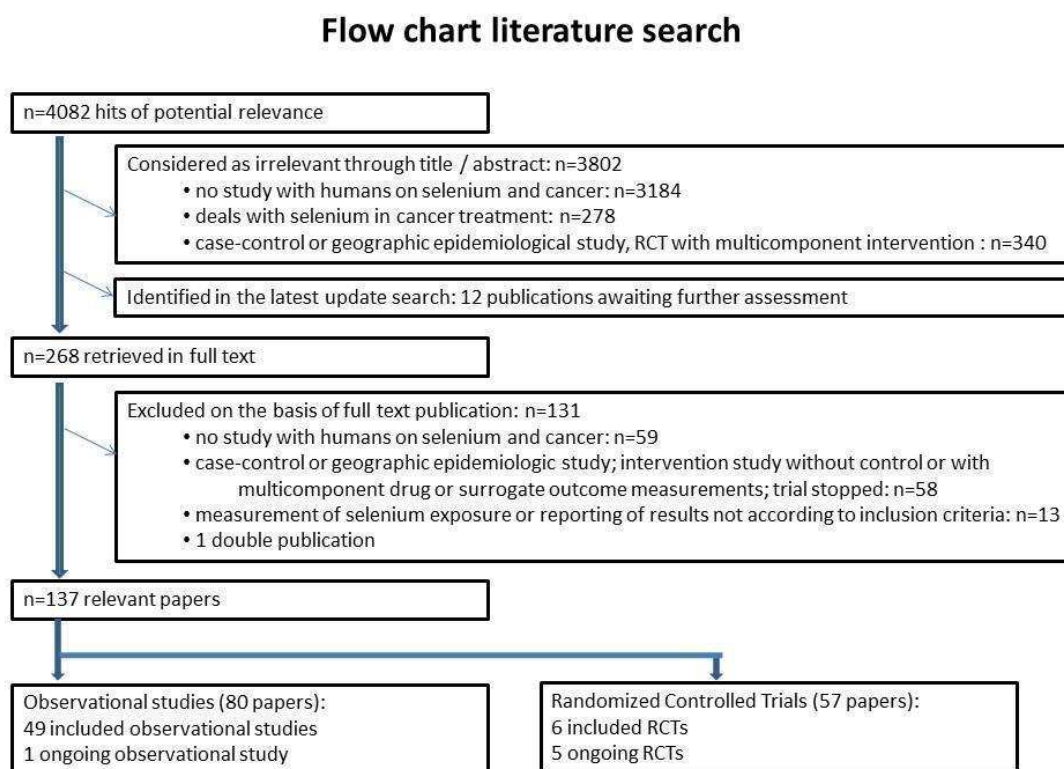 Flow chart literature search
n=4082 hits of potential relevance
Considered as irrelevant through title / abstract: n=3802
• no study with humans on selenium and cancer: n=3184
• deals with selenium in cancer treatment: n=278
• case-control or geographic epidemiological study, RCT with multicomponent intervention : n=340
Identified in the latest update search: 12 publications awaiting further assessment
n=268 retrieved in full text
Excluded on the basis of full text publication: n=131
• no study with humans on selenium and cancer: n=59
• case-control or geographic epidemiologic study; intervention study without control or with
multicomponent drug or surrogate outcome measurements; trial stopped: n=58
• measurement of selenium exposure or reporting of results not according to inclusion criteria: n=13
• 1 double publication
n=137 relevant papers
Observational studies (80 papers):
49 included observational studies
1 ongoing observational study
Randomized Controlled Trials (57 papers):
6 included RCTs
5 ongoing RCTs